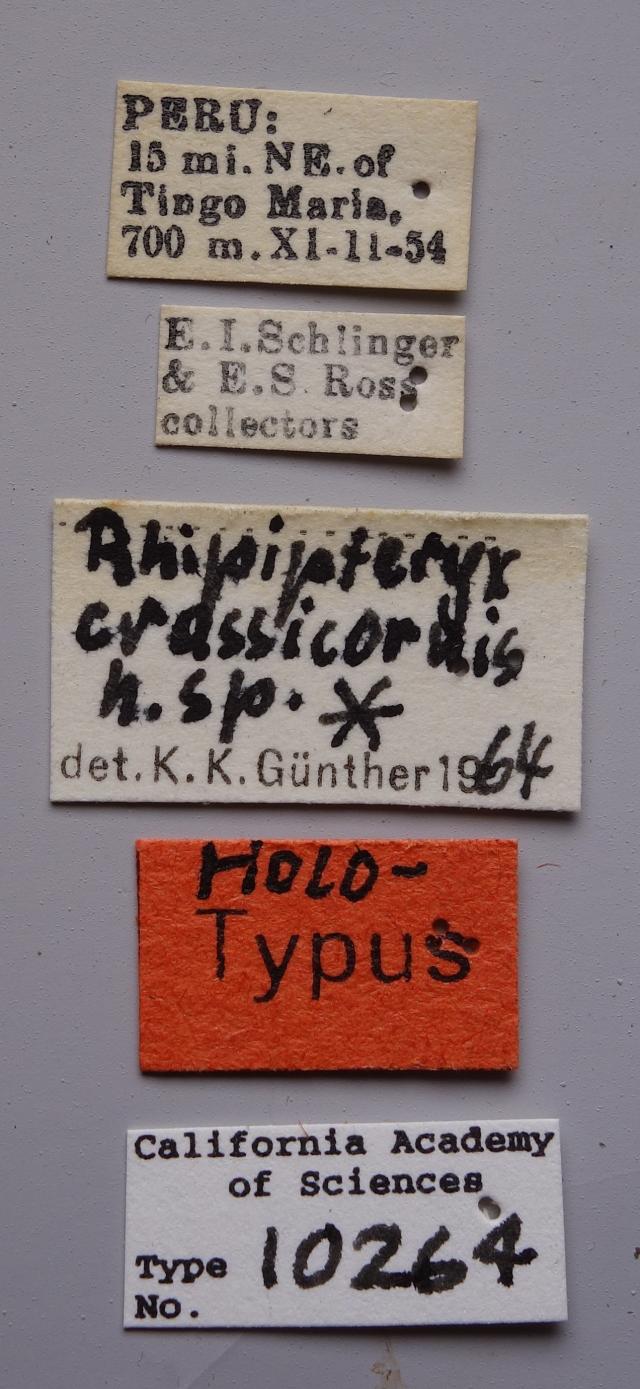 PERU:
15 mi. NE. of
Tingo Maria,
700 m. XI-11-54
E. I. Schlinger
& E. S. Ross
collectors
Rhipipteryx
crassicornis
n. sp. *
det. K. K. Günther 1964
HOLO-
Typus
California Academy
of Sciences
Type 10264
No.